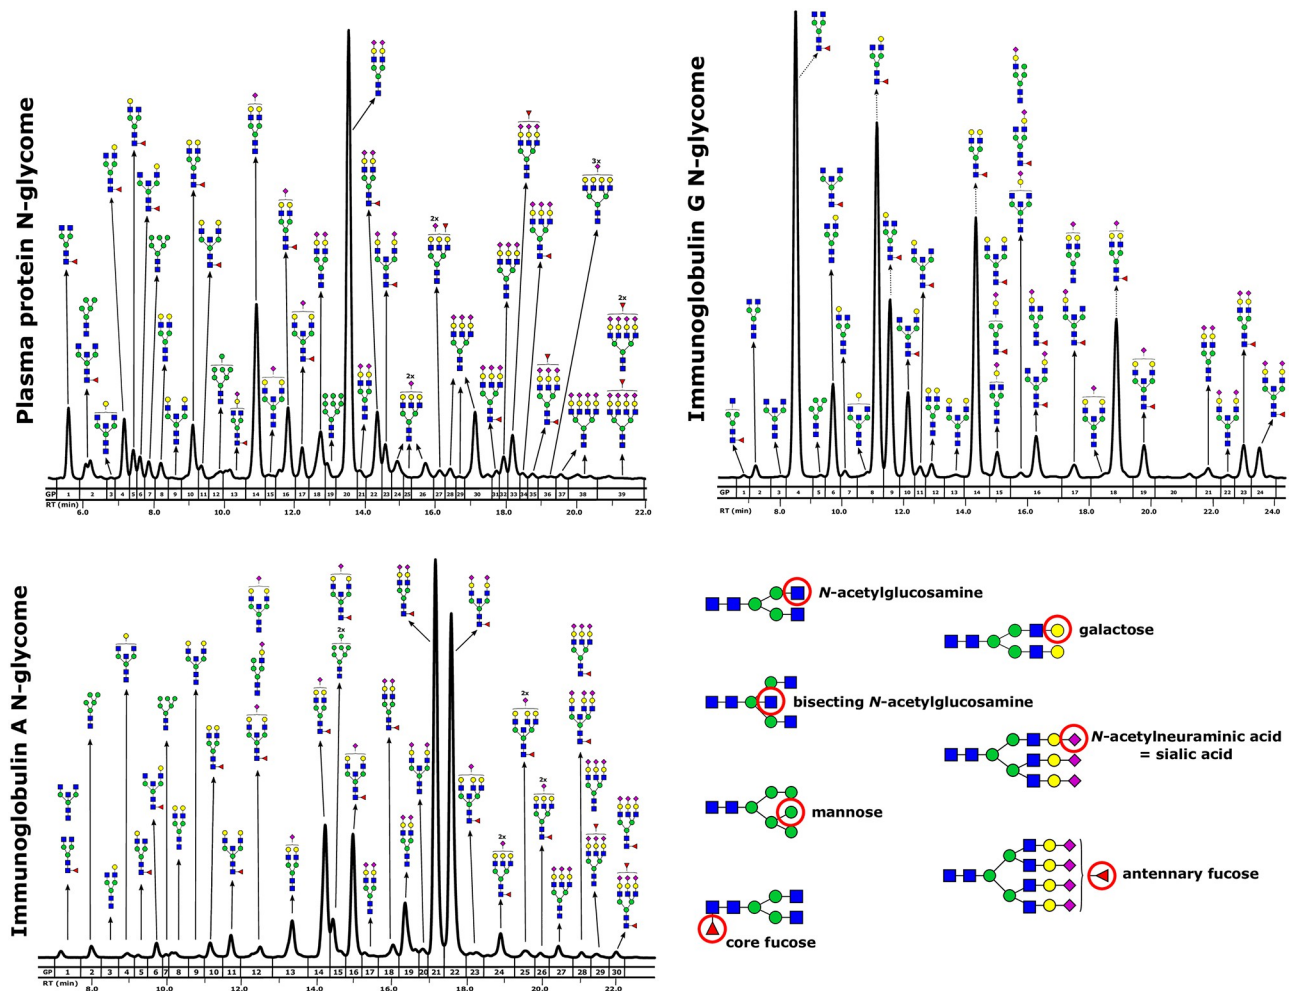 Plasma protein N-glycome
2x
3x
2x
2x
GP 1 2 3 4 5 6 7 8 9 10 11 12 13 14 15 16 17 18 19 20 21 22 23 24 25 26 27 28 29 30 31 32 33 34 35 36 37 38 39
RT (min) 6.0 8.0 10.0 12.0 14.0 16.0 18.0 20.0 22.0
Immunoglobulin G N-glycome
GP 1 2 3 4 5 6 7 8 9 10 11 12 13 14 15 16 17 18 19 20 21 22 23 24
RT (min) 8.0 10.0 12.0 14.0 16.0 18.0 20.0 22.0 24.0
Immunoglobulin A N-glycome
2x
2x
2x
2x
GP 1 2 3 4 5 6 7 8 9 10 11 12 13 14 15 16 17 18 19 20 21 22 23 24 25 26 27 28 29 30
RT (min) 8.0 10.0 12.0 14.0 16.0 18.0 20.0 22.0
N-acetylglucosamine
galactose
bisecting N-acetylglucosamine
N-acetylneuraminic acid
= sialic acid
mannose
antennary fucose
core fucose